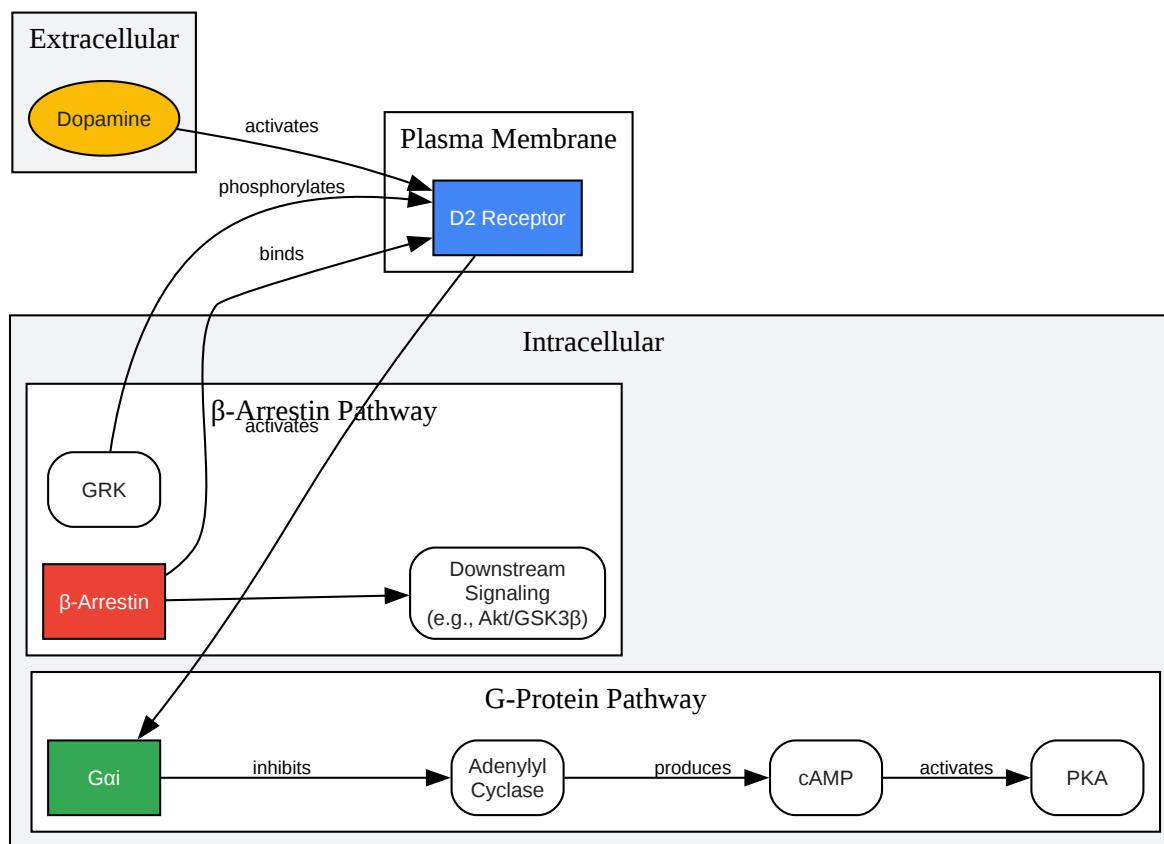 Extracellular
Dopamine
activates
Plasma Membrane
phosphorylates
D2 Receptor
binds
Intracellular
β-Arrestin Pathway
activates
GRK
β-Arrestin
Downstream
Signaling
(e.g., Akt/GSK3β)
G-Protein Pathway
Gαi
inhibits
Adenylyl
Cyclase
produces
cAMP
activates
PKA